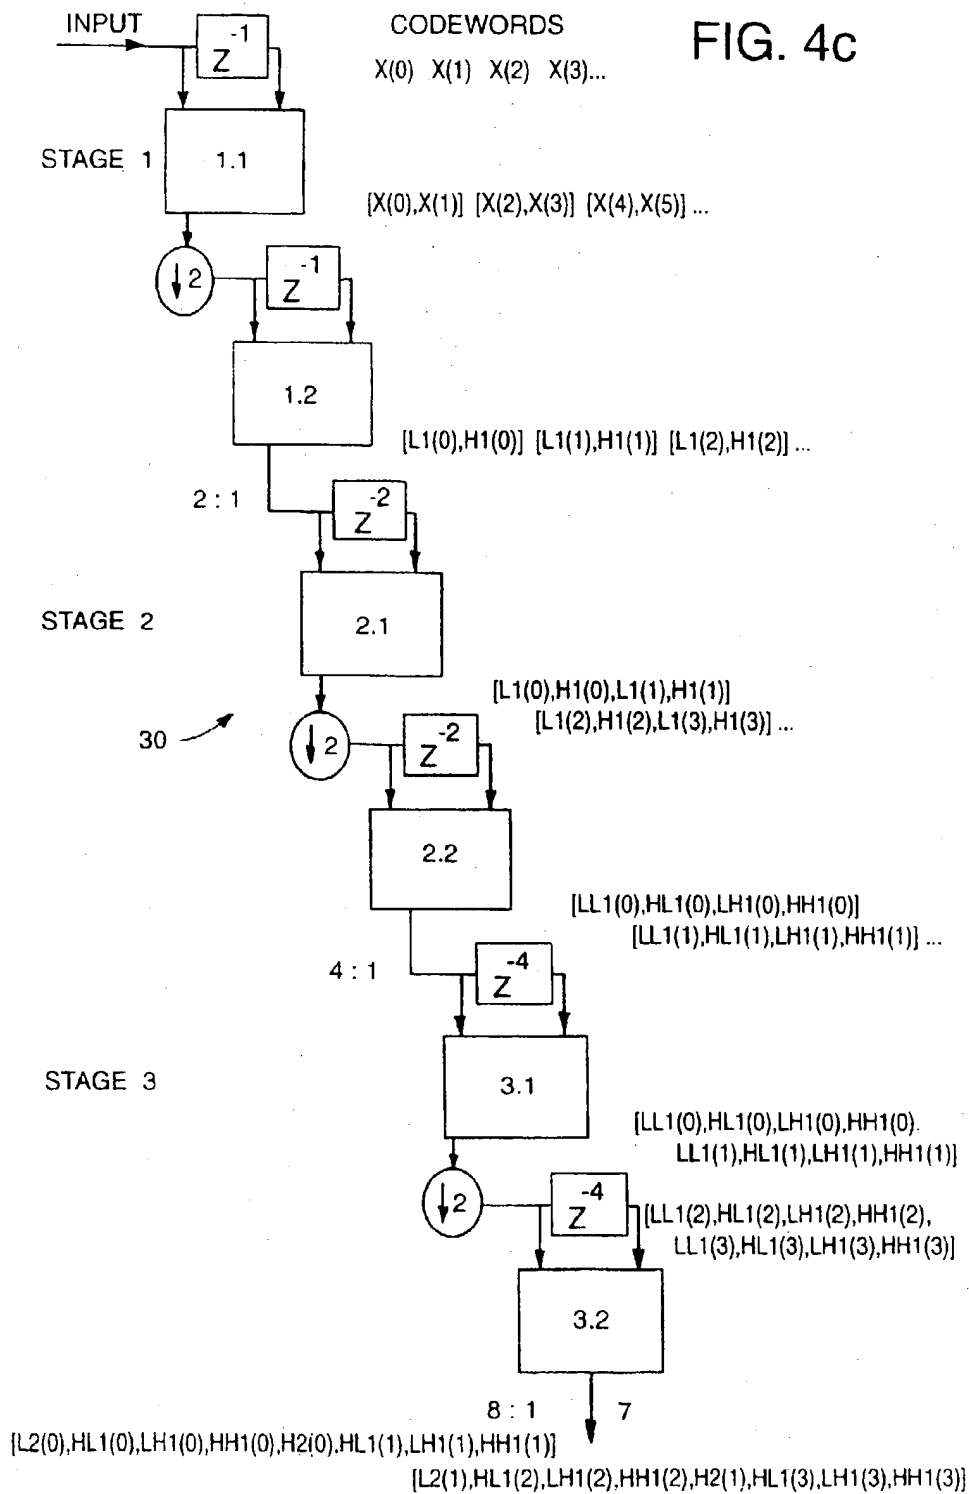 INPUT
Z⁻¹
CODEWORDS
FIG. 4c
X(0) X(1) X(2) X(3)...
STAGE 1
1.1
[X(0),X(1)] [X(2),X(3)] [X(4),X(5)] ...
2
Z⁻¹
1.2
[L1(0),H1(0)] [L1(1),H1(1)] [L1(2),H1(2)] ...
2 : 1
Z⁻²
STAGE 2
2.1
[L1(0),H1(0),L1(1),H1(1)]
[L1(2),H1(2),L1(3),H1(3)] ...
30
2
Z⁻²
2.2
[LL1(0),HL1(0),LH1(0),HH1(0)]
[LL1(1),HL1(1),LH1(1),HH1(1)] ...
4 : 1
Z⁻⁴
STAGE 3
3.1
[LL1(0),HL1(0),LH1(0),HH1(0).
LL1(1),HL1(1),LH1(1),HH1(1)]
2
Z⁻⁴
[LL1(2),HL1(2),LH1(2),HH1(2),
LL1(3),HL1(3),LH1(3),HH1(3)]
3.2
8 : 1
7
[L2(0),HL1(0),LH1(0),HH1(0),H2(0),HL1(1),LH1(1),HH1(1)]
[L2(1),HL1(2),LH1(2),HH1(2),H2(1),HL1(3),LH1(3),HH1(3)]